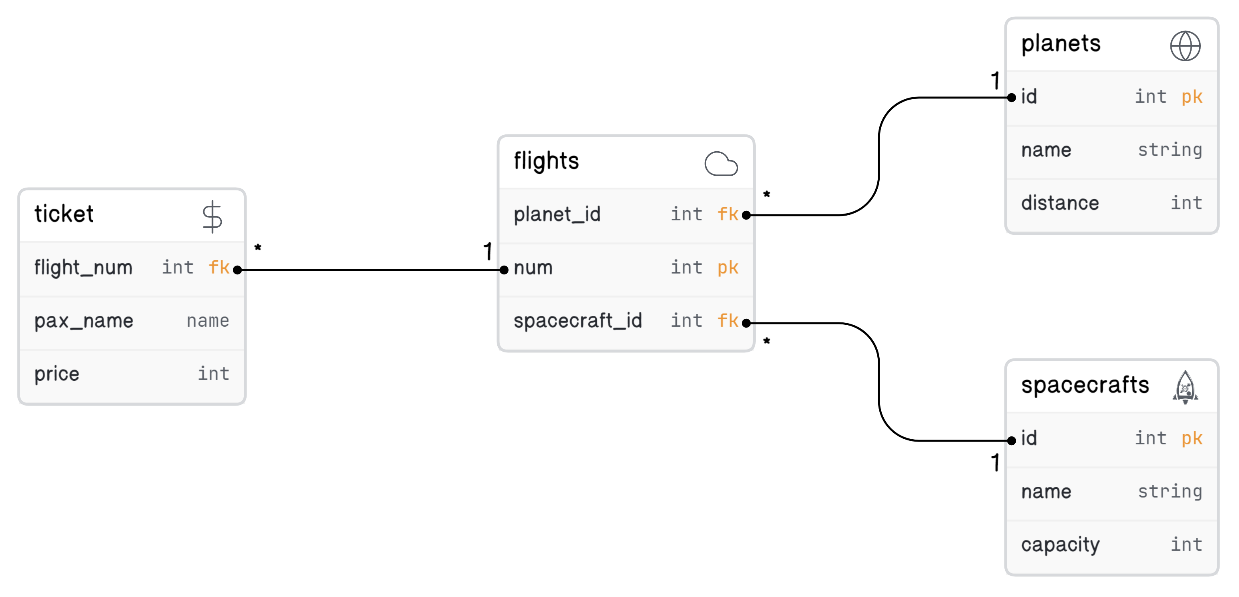 ticket
flight_num int fk
pax_name name
price int
*
1
flights
planet_id int fk
num int pk
spacecraft_id int fk
*
*
1
planets
id int pk
name string
distance int
1
spacecrafts
id int pk
name string
capacity int